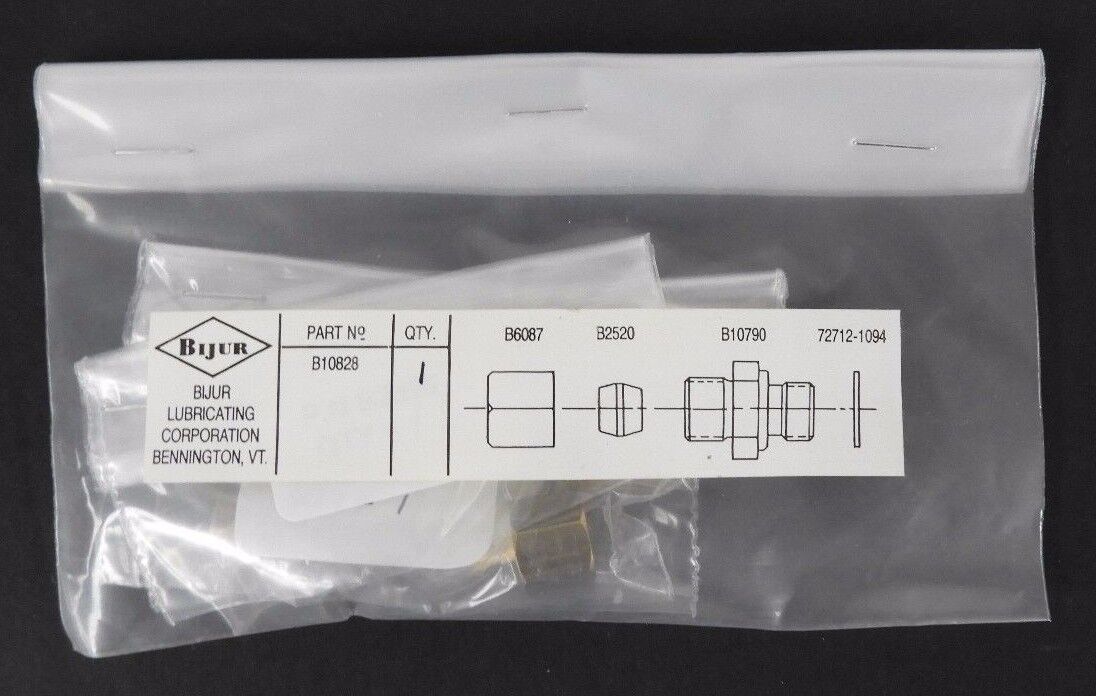 BIJUR
BIJUR
LUBRICATING
CORPORATION
BENNINGTON, VT.
PART Nº
B10828
QTY.
1
B6087 B2520 B10790 72712-1094